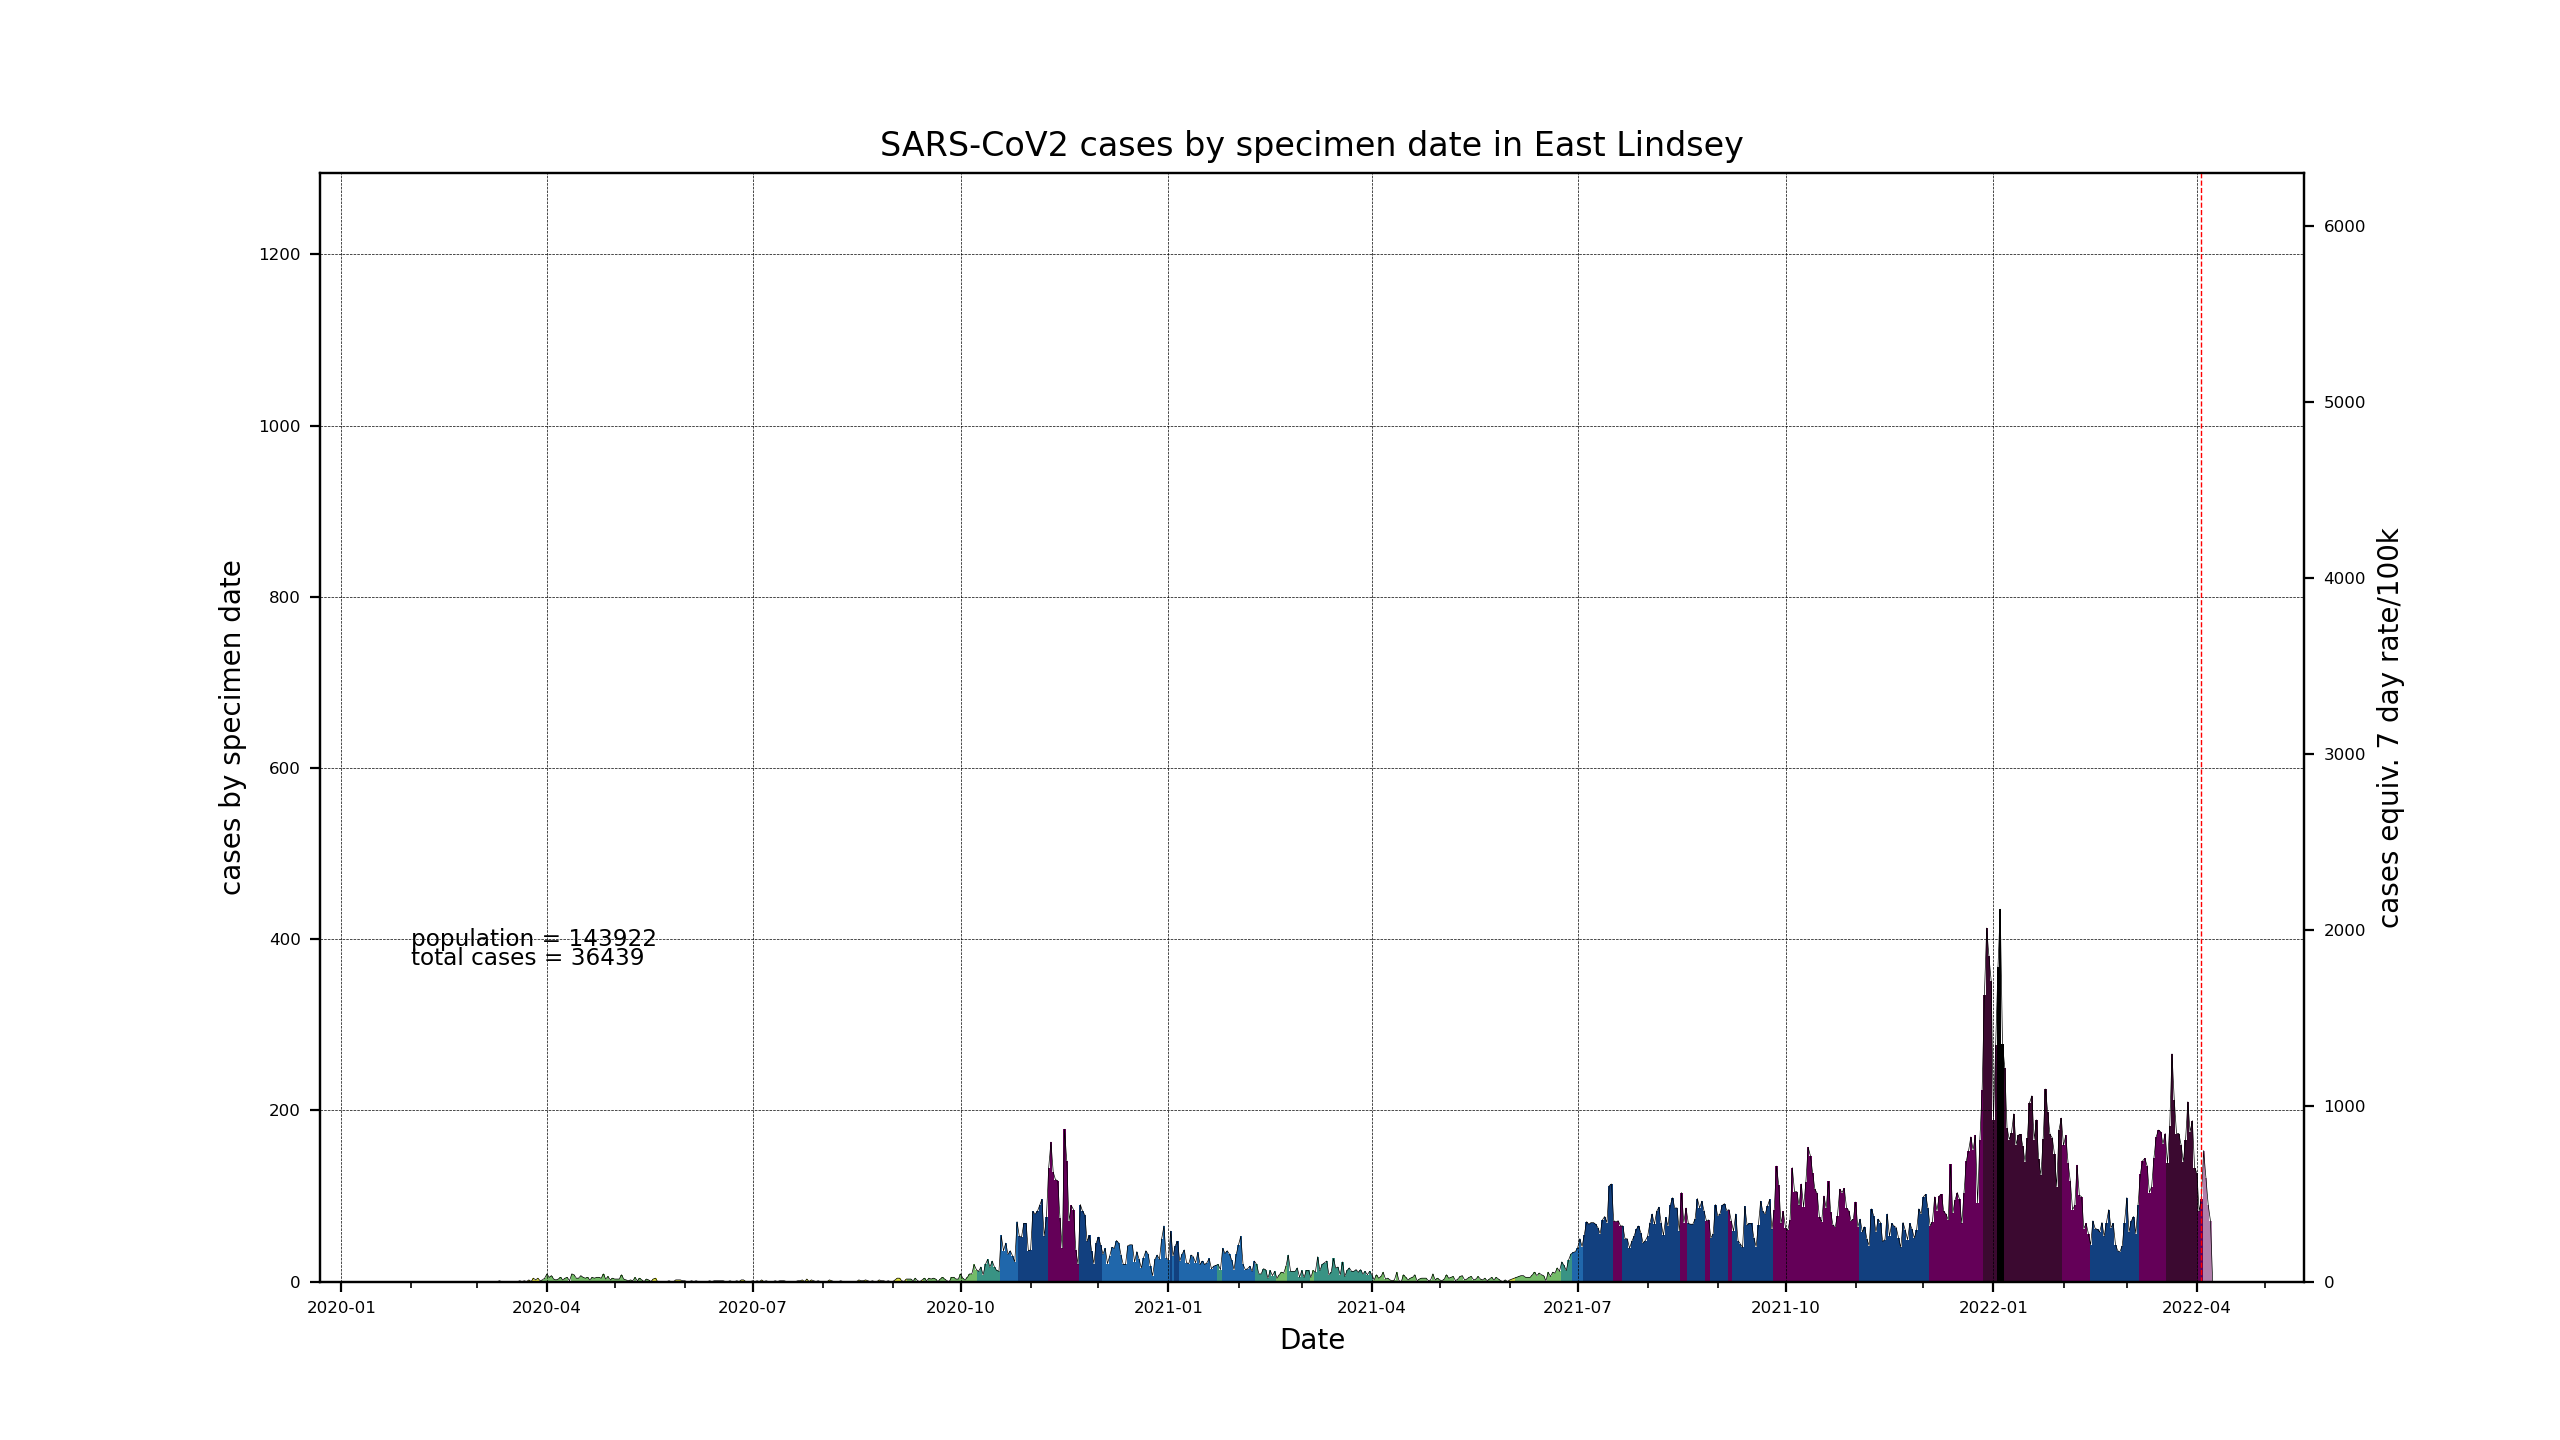 SARS-CoV2 cases by specimen date in East Lindsey
cases by specimen date
1200
1000
800
600
400
200
0
population = 143922
total cases = 36439
6000
5000
4000
3000
2000
1000
0
cases equiv. 7 day rate/100k
2020-01 2020-04 2020-07 2020-10 2021-01 2021-04 2021-07 2021-10 2022-01 2022-04
Date